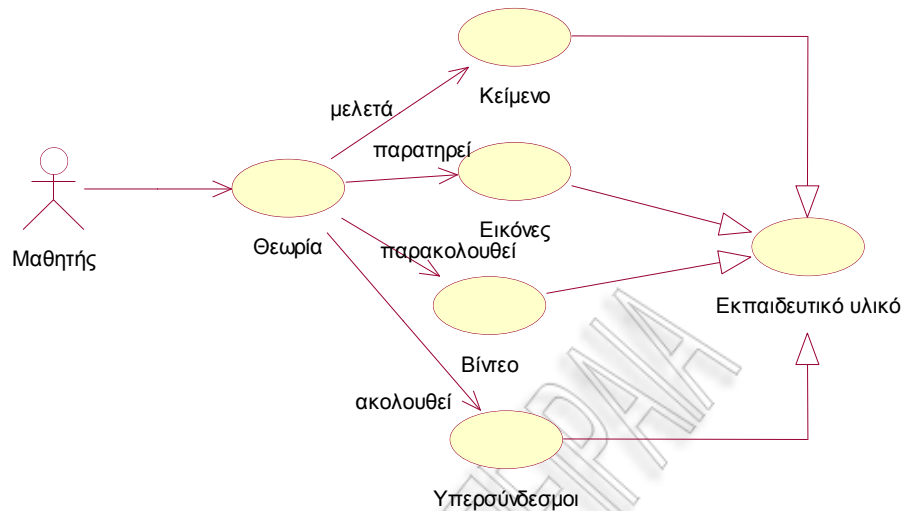 Κείμενο
μελετά
παρατηρεί
Μαθητής
Θεωρία
Εικόνες
παρακολουθεί
Εκπαιδευτικό υλικό
Βίντεο
ακολουθεί
Υπερσύνδεσμοι